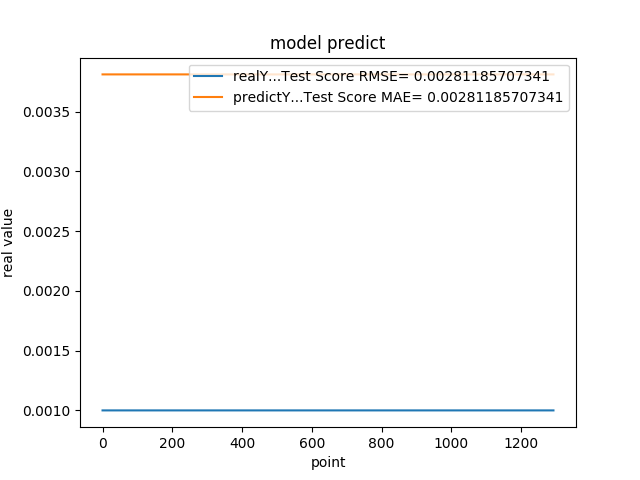 model predict
realY...Test Score RMSE= 0.00281185707341
predictY...Test Score MAE= 0.00281185707341
0.0035
0.0030
0.0025
0.0020
0.0015
0.0010
real value
0 200 400 600 800 1000 1200
point